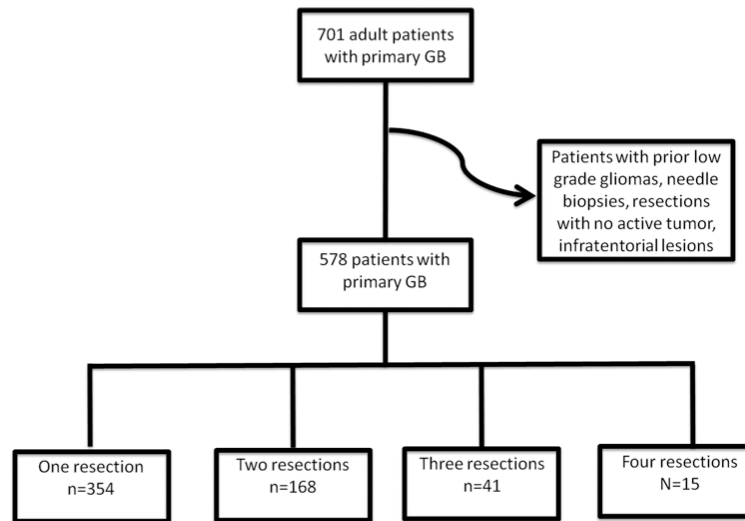 701 adult patients
with primary GB
Patients with prior low
grade gliomas, needle
biopsies, resections
with no active tumor,
infratentorial lesions
578 patients with
primary GB
One resection
n=354
Two resections
n=168
Three resections
n=41
Four resections
N=15